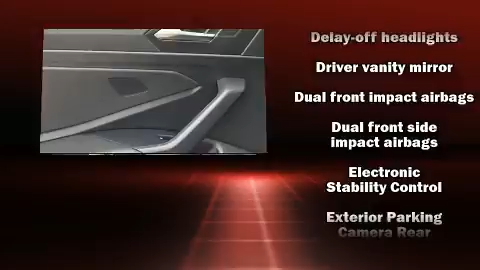 Delay-off headlights
Driver vanity mirror
Dual front impact airbags
Dual front side
impact airbags
Electronic
Stability Control
Exterior Parking
Camera Rear